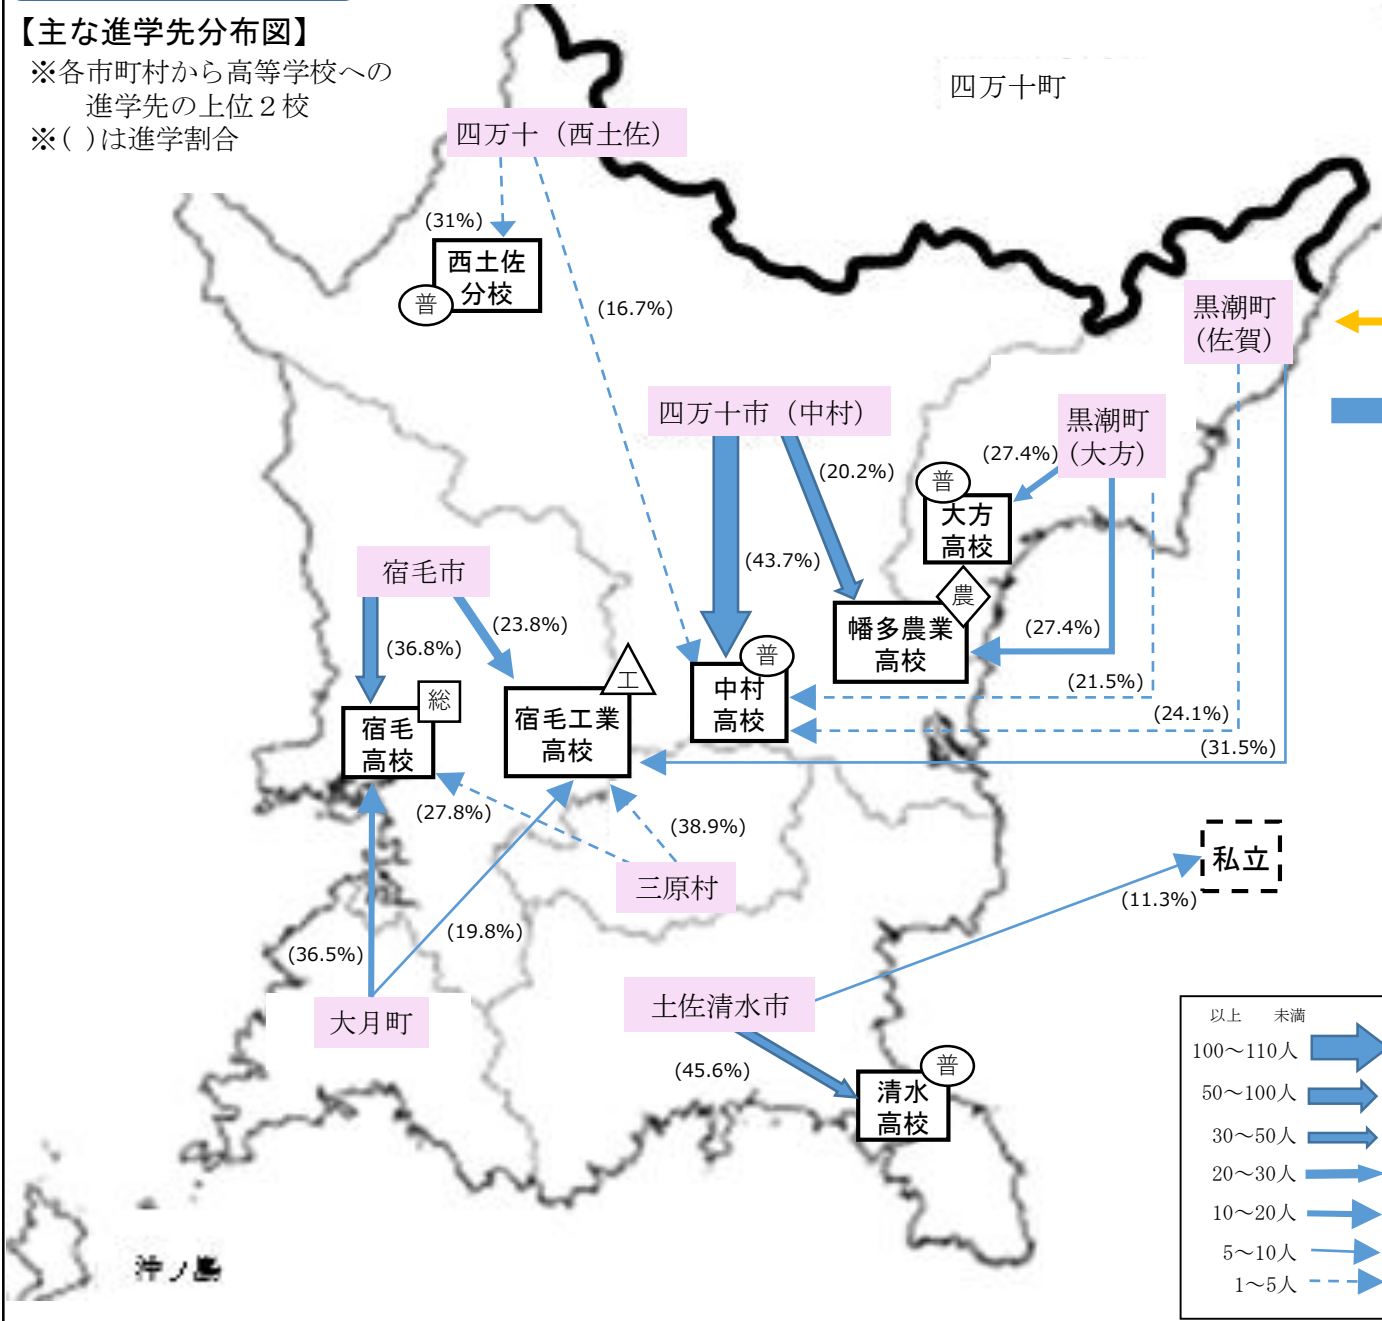 【主な進学先分布図】
※各市町村から高等学校への
進学先の上位２校
※( )は進学割合
四万十町
四万十（西土佐）
(31%)
西土佐
分校
普
(16.7%)
黒潮町
（佐賀）
四万十市（中村）
黒潮町
（大方）
(27.4%)
(20.2%)
普
大方
高校
(43.7%)
宿毛市
農
幡多農業
高校
(27.4%)
(23.8%)
(36.8%)
普
中村
高校
工
宿毛工業
高校
総
宿毛
高校
(21.5%)
(24.1%)
(31.5%)
(27.8%)
(38.9%)
三原村
私立
(11.3%)
(19.8%)
(36.5%)
大月町
土佐清水市
(45.6%)
普
清水
高校
沖ノ島
以上　未満
100～110人
50～100人
30～50人
20～30人
10～20人
5～10人
1～5人